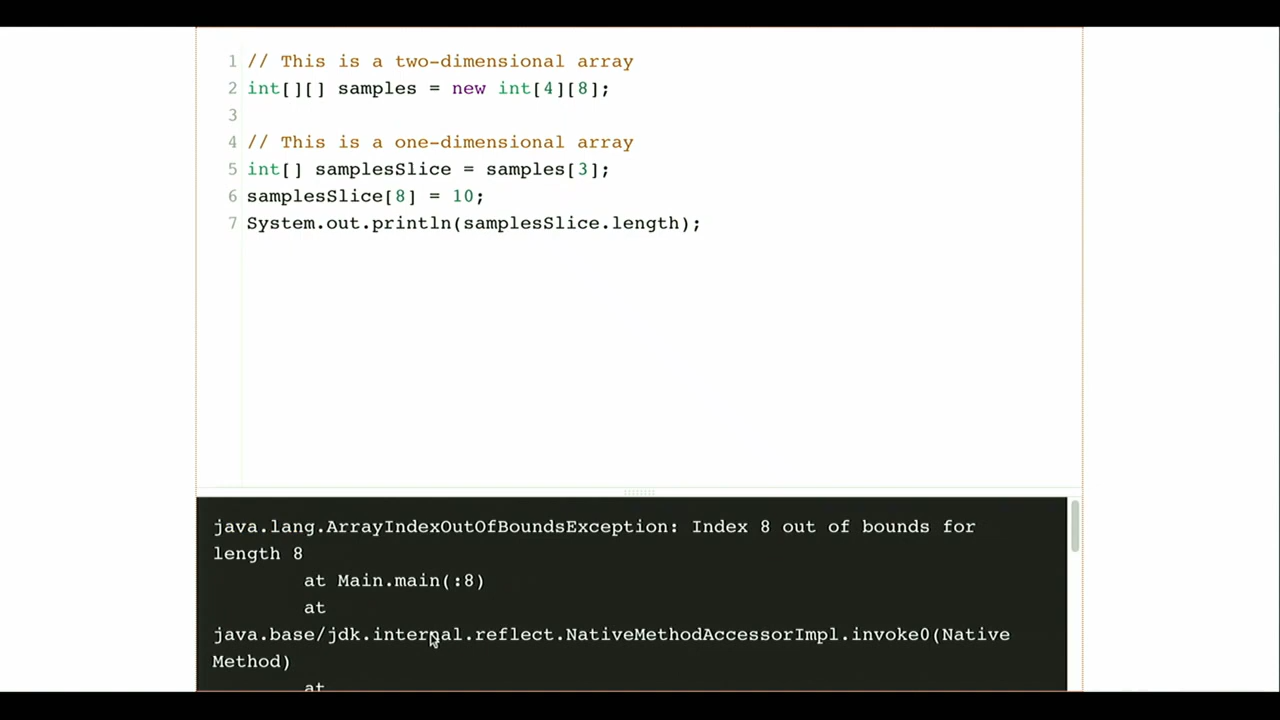 1 // This is a two-dimensional array
2 int[][] samples = new int[4][8];
3
4 // This is a one-dimensional array
5 int[] samplesSlice = samples[3];
6 samplesSlice[8] = 10;
7 System.out.println(samplesSlice.length);
java.lang.ArrayIndexOutOfBoundsException: Index 8 out of bounds for
length 8
at Main.main(:8)
at
java.base/jdk.internal.reflect.NativeMethodAccessorImpl.invoke0(Native
Method)
at